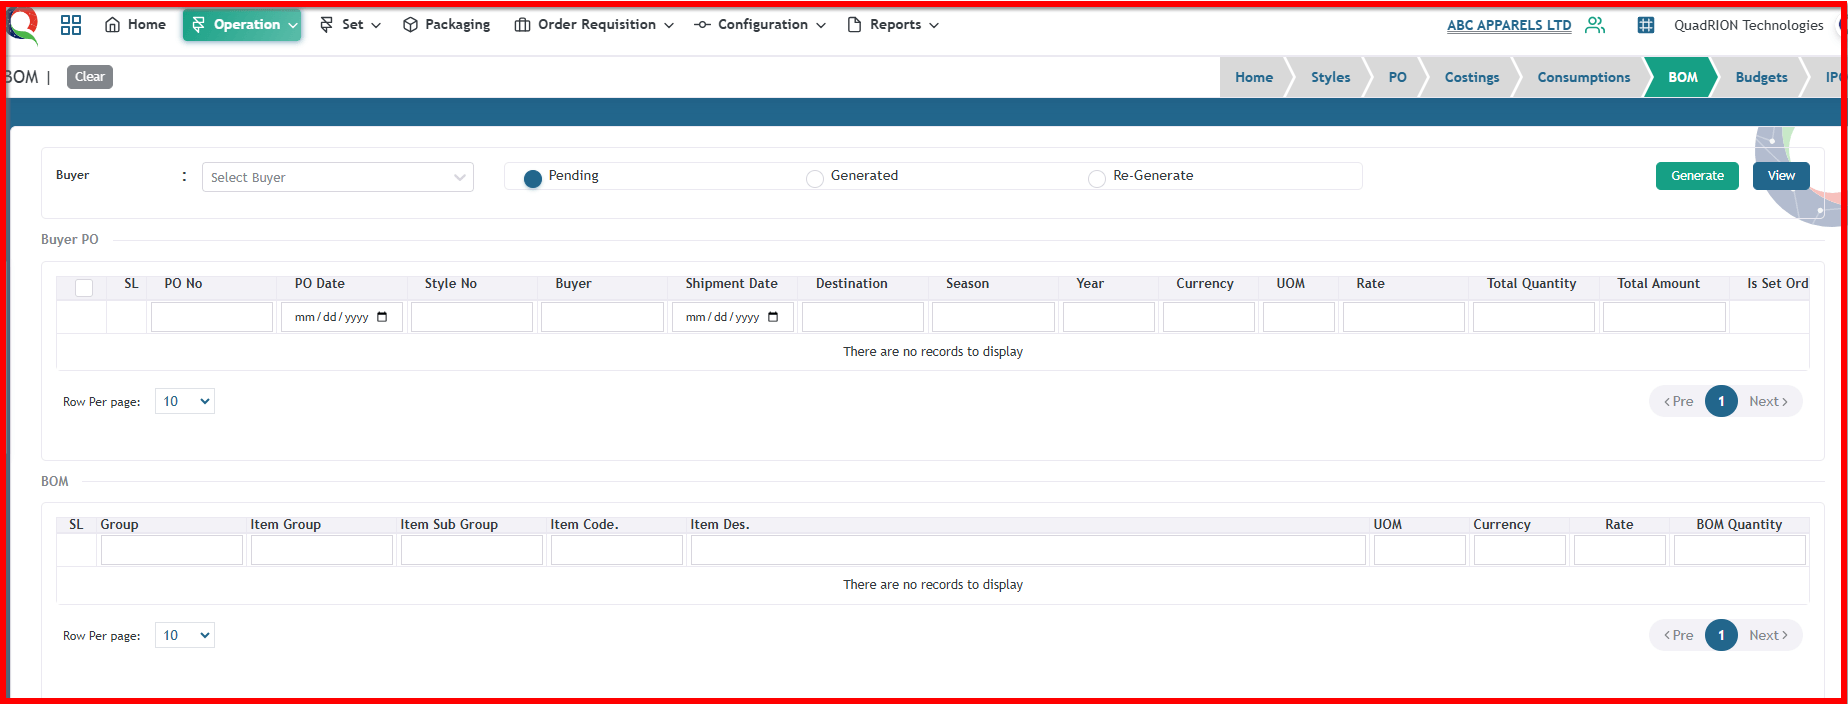 Home Operation Set Packaging Order Requisition Configuration Reports ABC APPARELS LTD QuadRION Technologies
BOM | Clear Home Styles PO Costings Consumptions BOM Budgets IPO
Buyer : Select Buyer Pending Generated Re-Generate Generate View
Buyer PO
SL PO No PO Date Style No Buyer Shipment Date Destination Season Year Currency UOM Rate Total Quantity Total Amount Is Set Ord
mm/dd/yyyy mm/dd/yyyy
There are no records to display
Row Per page: 10 < Pre 1 Next >
BOM
SL Group Item Group Item Sub Group Item Code. Item Des. UOM Currency Rate BOM Quantity
There are no records to display
Row Per page: 10 < Pre 1 Next >